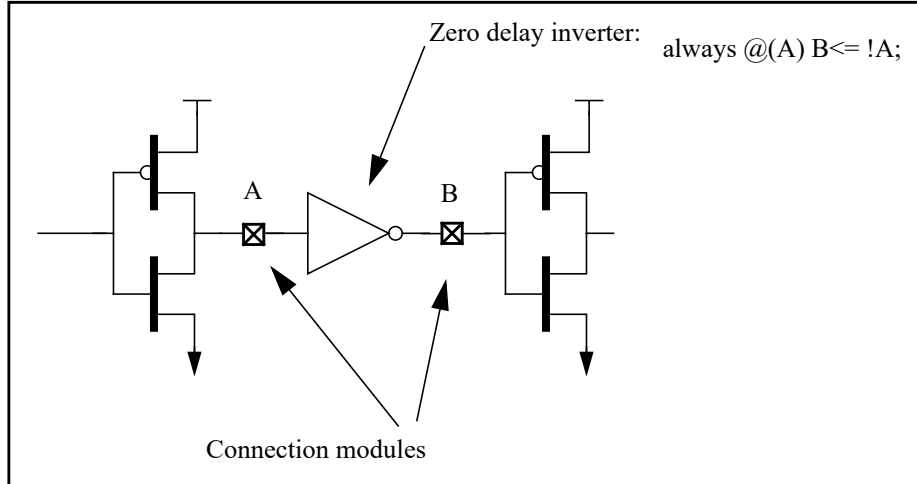 Zero delay inverter:
always @(A) B<= !A;
A
B
Connection modules